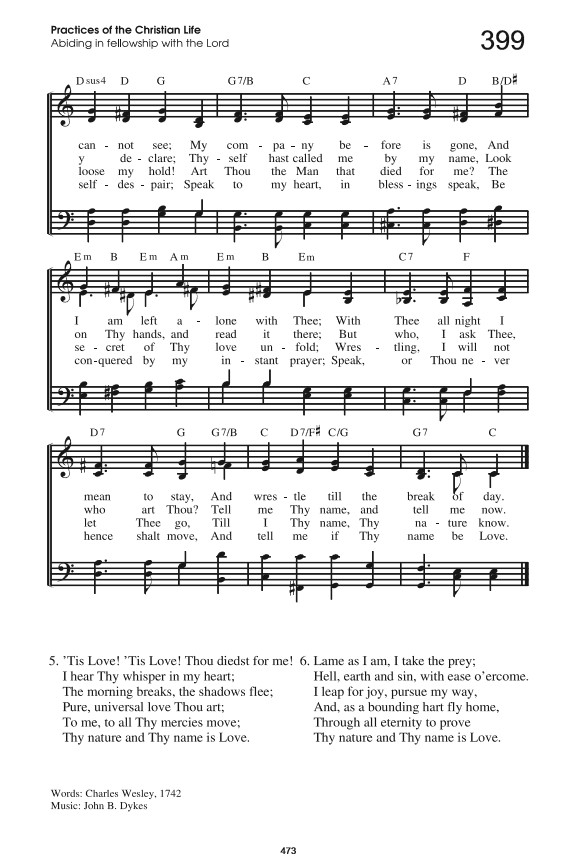 Practices of the Christian Life
399
Abiding in fellowship with the Lord
Dsus4 D G G7/B C A7 D B/D♯
can - not see; My com - pa - ny be - fore is gone, And
y de - clare; Thy - self hast called me by my name, Look
loose my hold! Art Thou the Man that died for me? The
self - des - pair; Speak to my heart, in bless - ings speak, Be
Em B Em Am Em B Em C7 F
I am left a - lone with Thee; With Thee all night I
on Thy hands, and read it there; But who, I ask Thee,
se - cret of Thy love un - fold; Wres - tling, I will not
con-quered by my in - stant prayer; Speak, or Thou ne - ver
D7 G G7/B C D7/F♯ C/G G7 C
mean to stay, And wres - tle till the break of day.
who art Thou? Tell me Thy name, and tell me now.
let Thee go, Till I Thy name, Thy na - ture know.
hence shalt move, And tell me if Thy name be Love.
5. ’Tis Love! ’Tis Love! Thou diedst for me!
I hear Thy whisper in my heart;
The morning breaks, the shadows flee;
Pure, universal love Thou art;
To me, to all Thy mercies move;
Thy nature and Thy name is Love.
6. Lame as I am, I take the prey;
Hell, earth and sin, with ease o’ercome.
I leap for joy, pursue my way,
And, as a bounding hart fly home,
Through all eternity to prove
Thy nature and Thy name is Love.
Words: Charles Wesley, 1742
Music: John B. Dykes
473